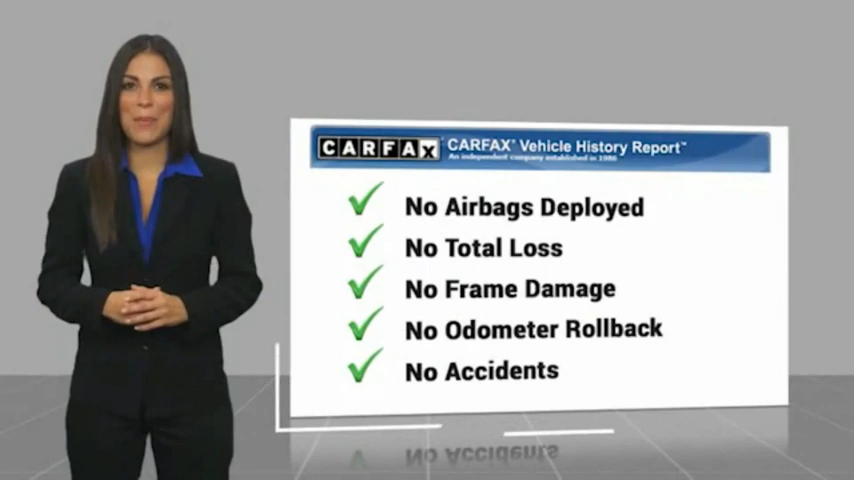 CARFAX CARFAX® Vehicle History Report™
An independent company established in 1986
No Airbags Deployed
No Total Loss
No Frame Damage
No Odometer Rollback
No Accidents
No Accidents